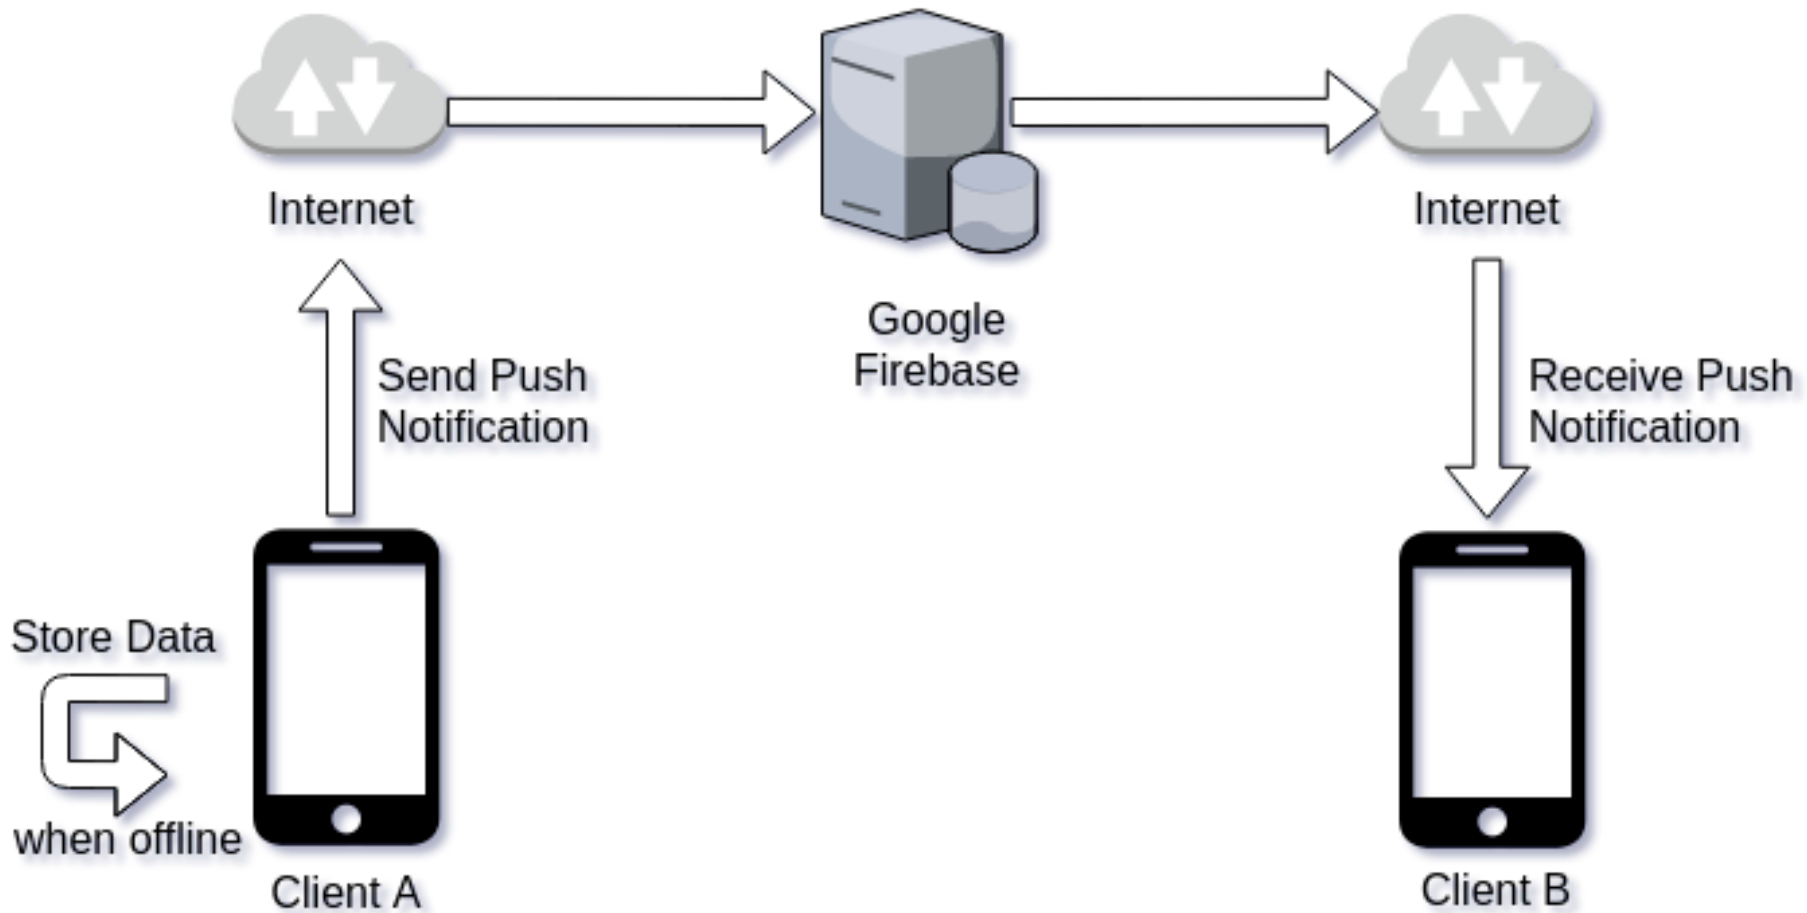 Internet
Internet
Google
Firebase
Send Push
Notification
Receive Push
Notification
Store Data
when offline
Client A
Client B